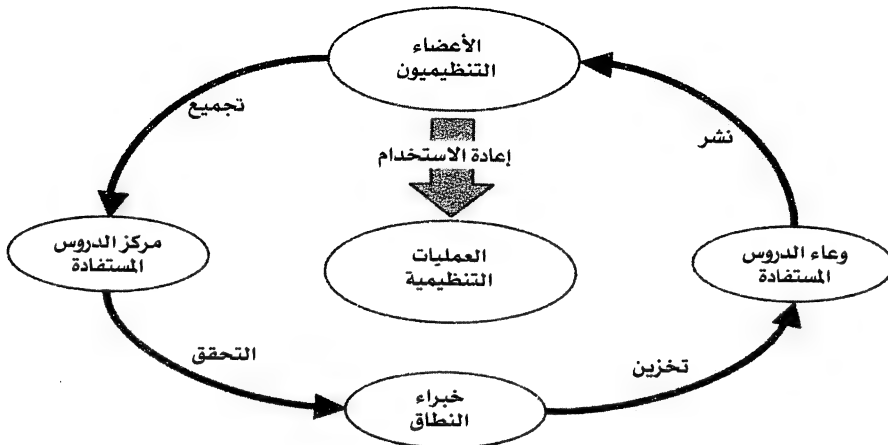 الأعضاء
التنظيميون
تجميع
نشر
إعادة الاستخدام
مركز الدروس
المستفادة
العمليات
التنظيمية
وعاء الدروس
المستفادة
التحقق
تخزين
خبراء
النطاق